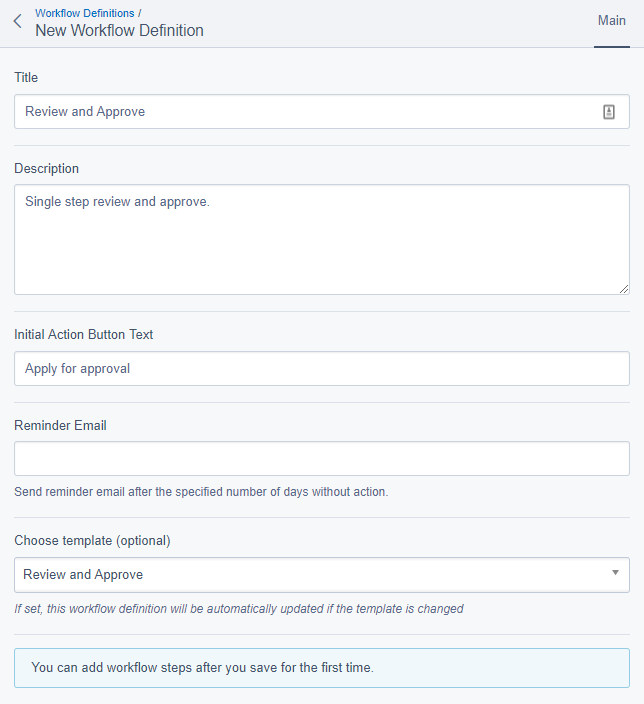 Workflow Definitions /
New Workflow Definition
Main
Title
Review and Approve
Description
Single step review and approve.
Initial Action Button Text
Apply for approval
Reminder Email
Send reminder email after the specified number of days without action.
Choose template (optional)
Review and Approve
If set, this workflow definition will be automatically updated if the template is changed
You can add workflow steps after you save for the first time.